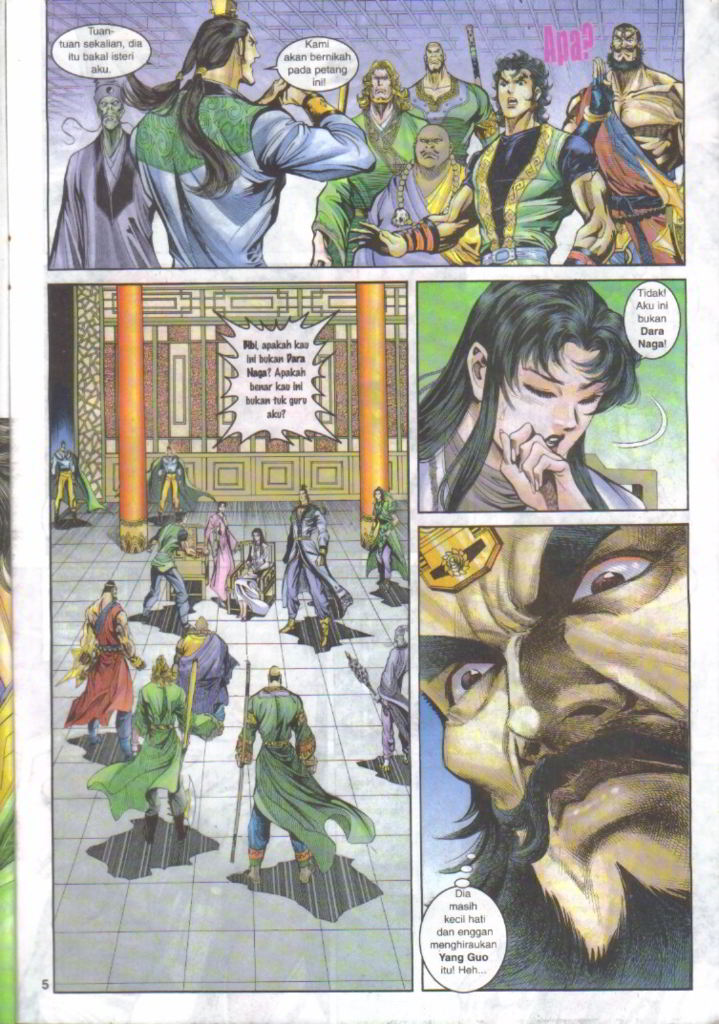 Tuan-
tuan sekalian, dia
itu bakal isteri
aku.
Kami
akan bernikah
pada petang
ini!
Apa?
Bibi, apakah kau
ini bukan Dara
Naga? Apakah
benar kau ini
bukan tuk guru
aku?
Tidak!
Aku ini
bukan
Dara
Naga!
Dia
masih
kecil hati
dan enggan
menghiraukan
Yang Guo
itu! Heh...
5